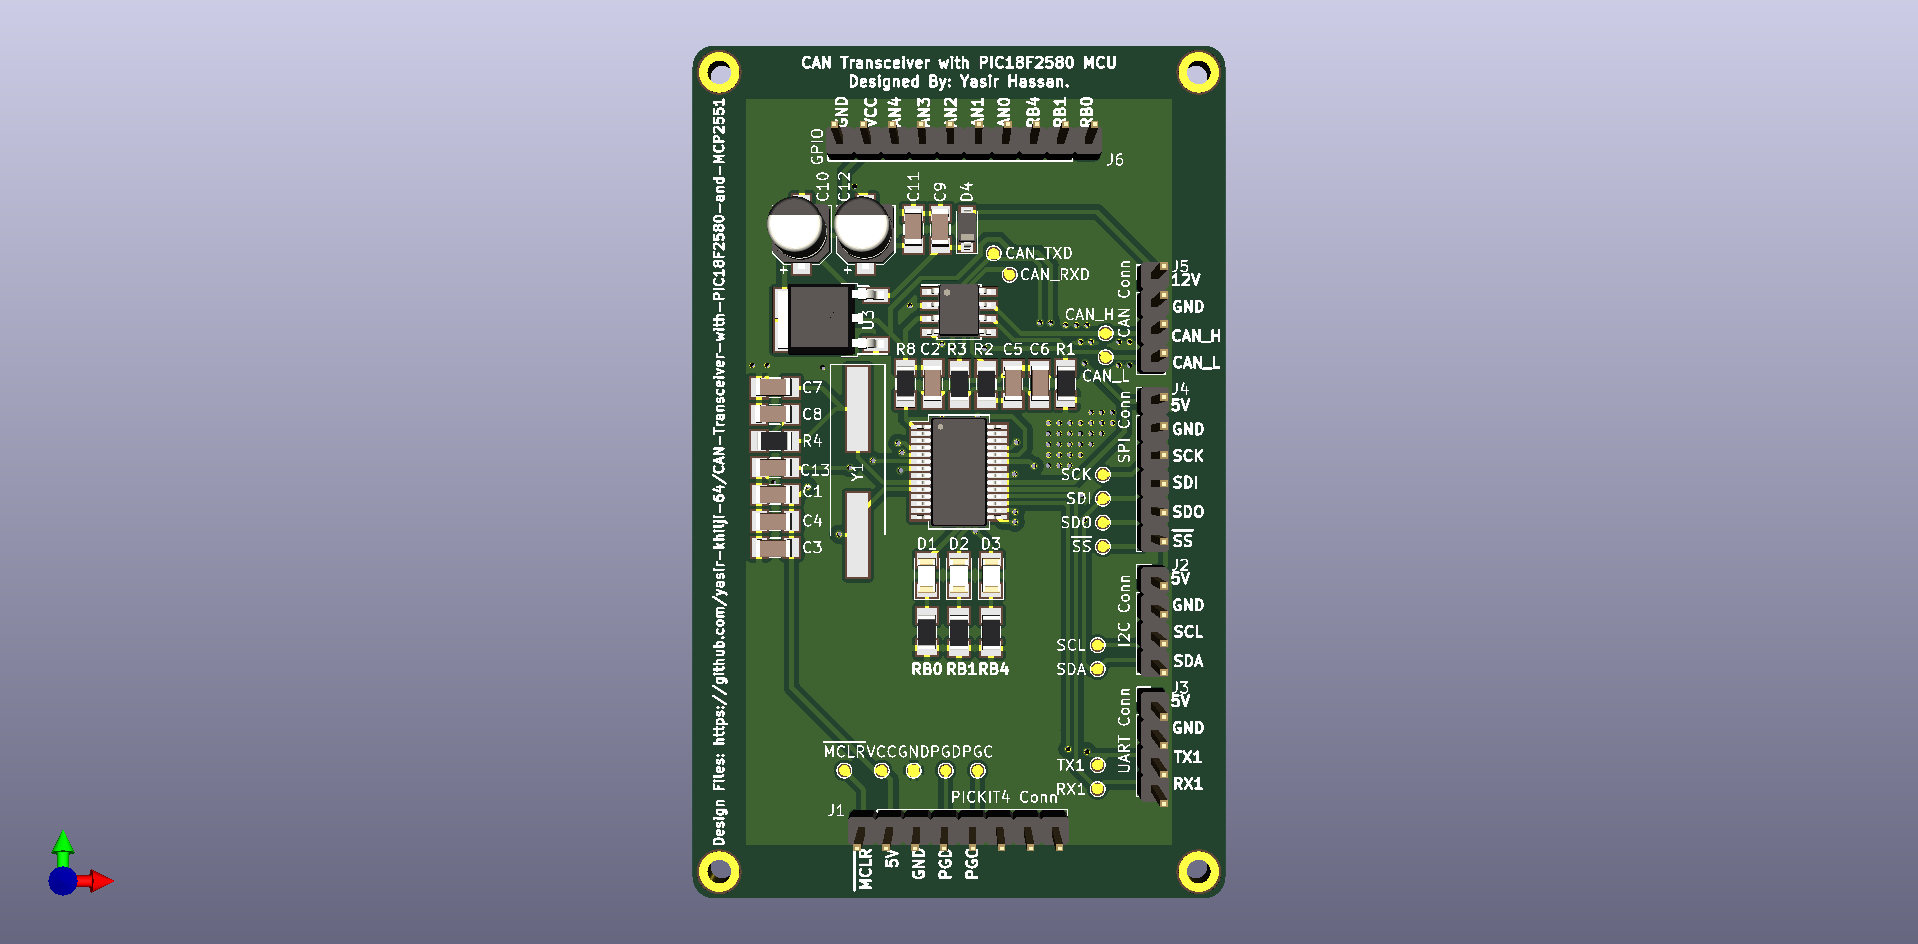 CAN Transceiver with PIC18F2580 MCU
Designed By: Yasir Hassan.
Design Files: https://github.com/yasir-khilji-64/CAN-Transceiver-with-PIC18F2580-and-MCP2551
GND VCC AN4 AN3 AN2 AN1 AN0 RB4 RB1 RB0
GPIO
J6
C10 C12 C11 C9 D4
CAN_TXD
CAN_RXD
+ +
U3
CAN Conn
J5
12V
GND
CAN_H
CAN_L
CAN_H
CAN_L
R8 C2 R3 R2 C5 C6 R1
C7
C8
R4
C13
C1
C4
C3
Y1
SPI Conn
J4
5V
GND
SCK
SDI
SDO
SS
SCK
SDI
SDO
SS
D1 D2 D3
RB0 RB1 RB4
I2C Conn
J2
5V
GND
SCL
SDA
SCL
SDA
UART Conn
J3
5V
GND
TX1
RX1
TX1
RX1
MCLR VCC GND PGD PGC
PICKIT4 Conn
J1
MCLR 5V GND PGD PGC